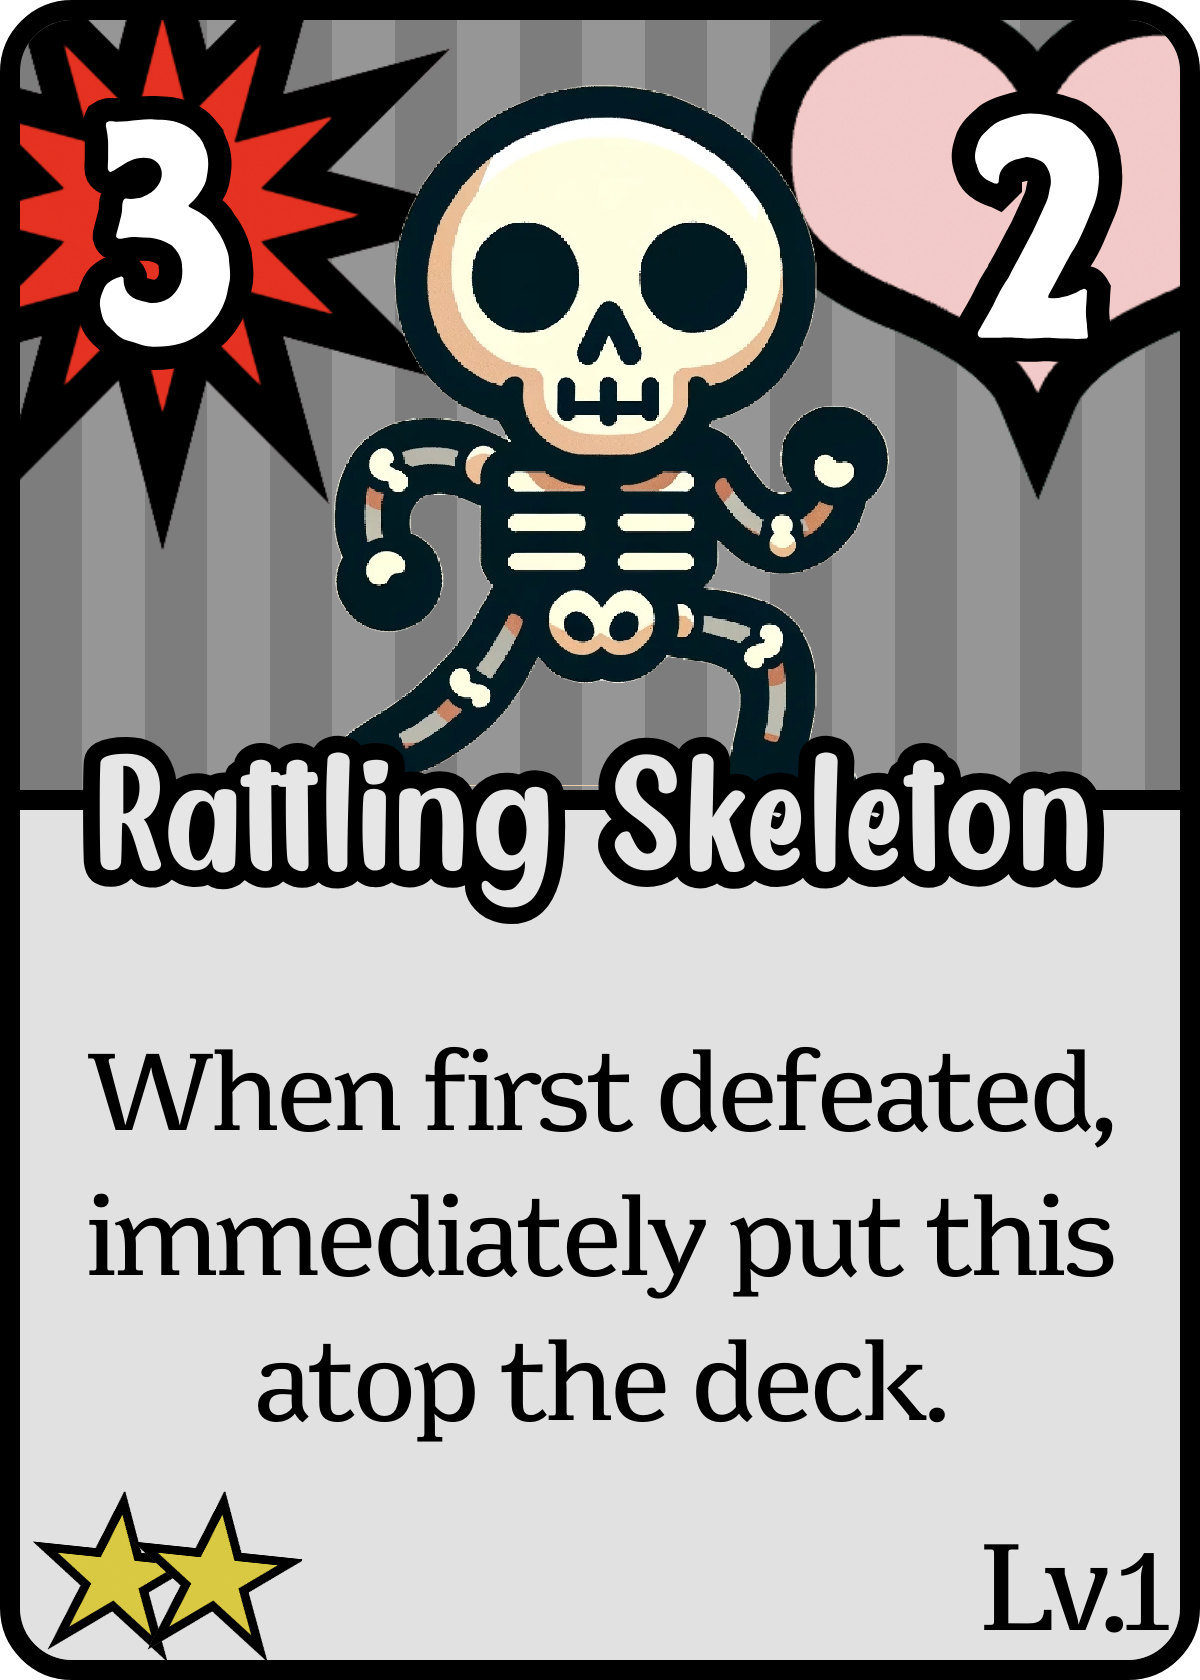 3
2
Rattling Skeleton
When first defeated,
immediately put this
atop the deck.
Lv.1